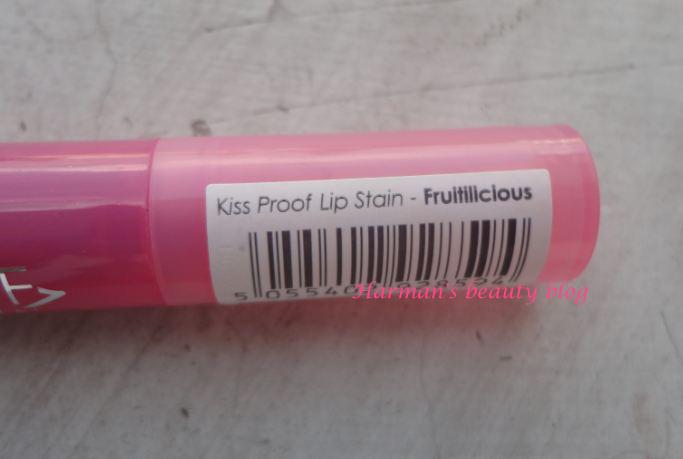 Kiss Proof Lip Stain - Fruitilicious
Harman's beauty blog